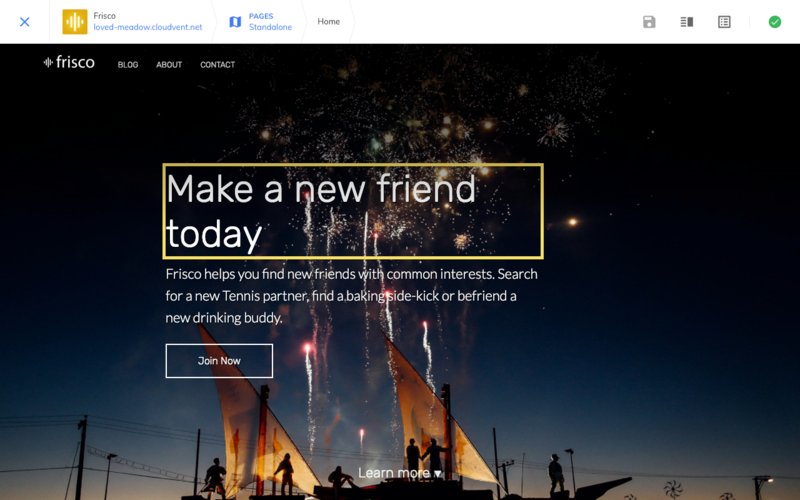 Frisco
loved-meadow.cloudvent.net
PAGES
Standalone
Home
frisco
BLOG
ABOUT
CONTACT
Make a new friend
today
Frisco helps you find new friends with common interests. Search
for a new Tennis partner, find a baking side-kick or befriend a
new drinking buddy.
Join Now
Learn more ▾